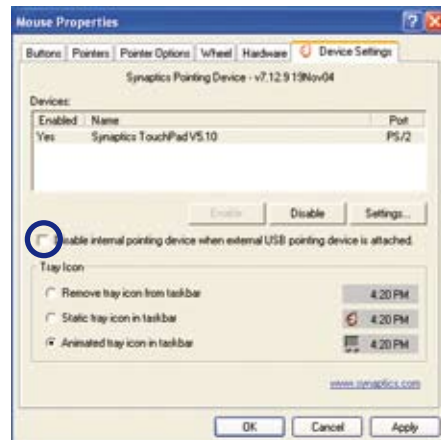 Mouse Properties
Buttons Pointers Pointer Options Wheel Hardware Device Settings
Synaptics Pointing Device - v7.12.9 19Nov04
Devices:
Enabled Name Port
Yes Synaptics TouchPad V5.10 PS/2
Enable Disable Settings...
Disable internal pointing device when external USB pointing device is attached.
Tray Icon
Remove tray icon from taskbar 4:20 PM
Static tray icon in taskbar 4:20 PM
Animated tray icon in taskbar 4:20 PM
www.synaptics.com
OK Cancel Apply